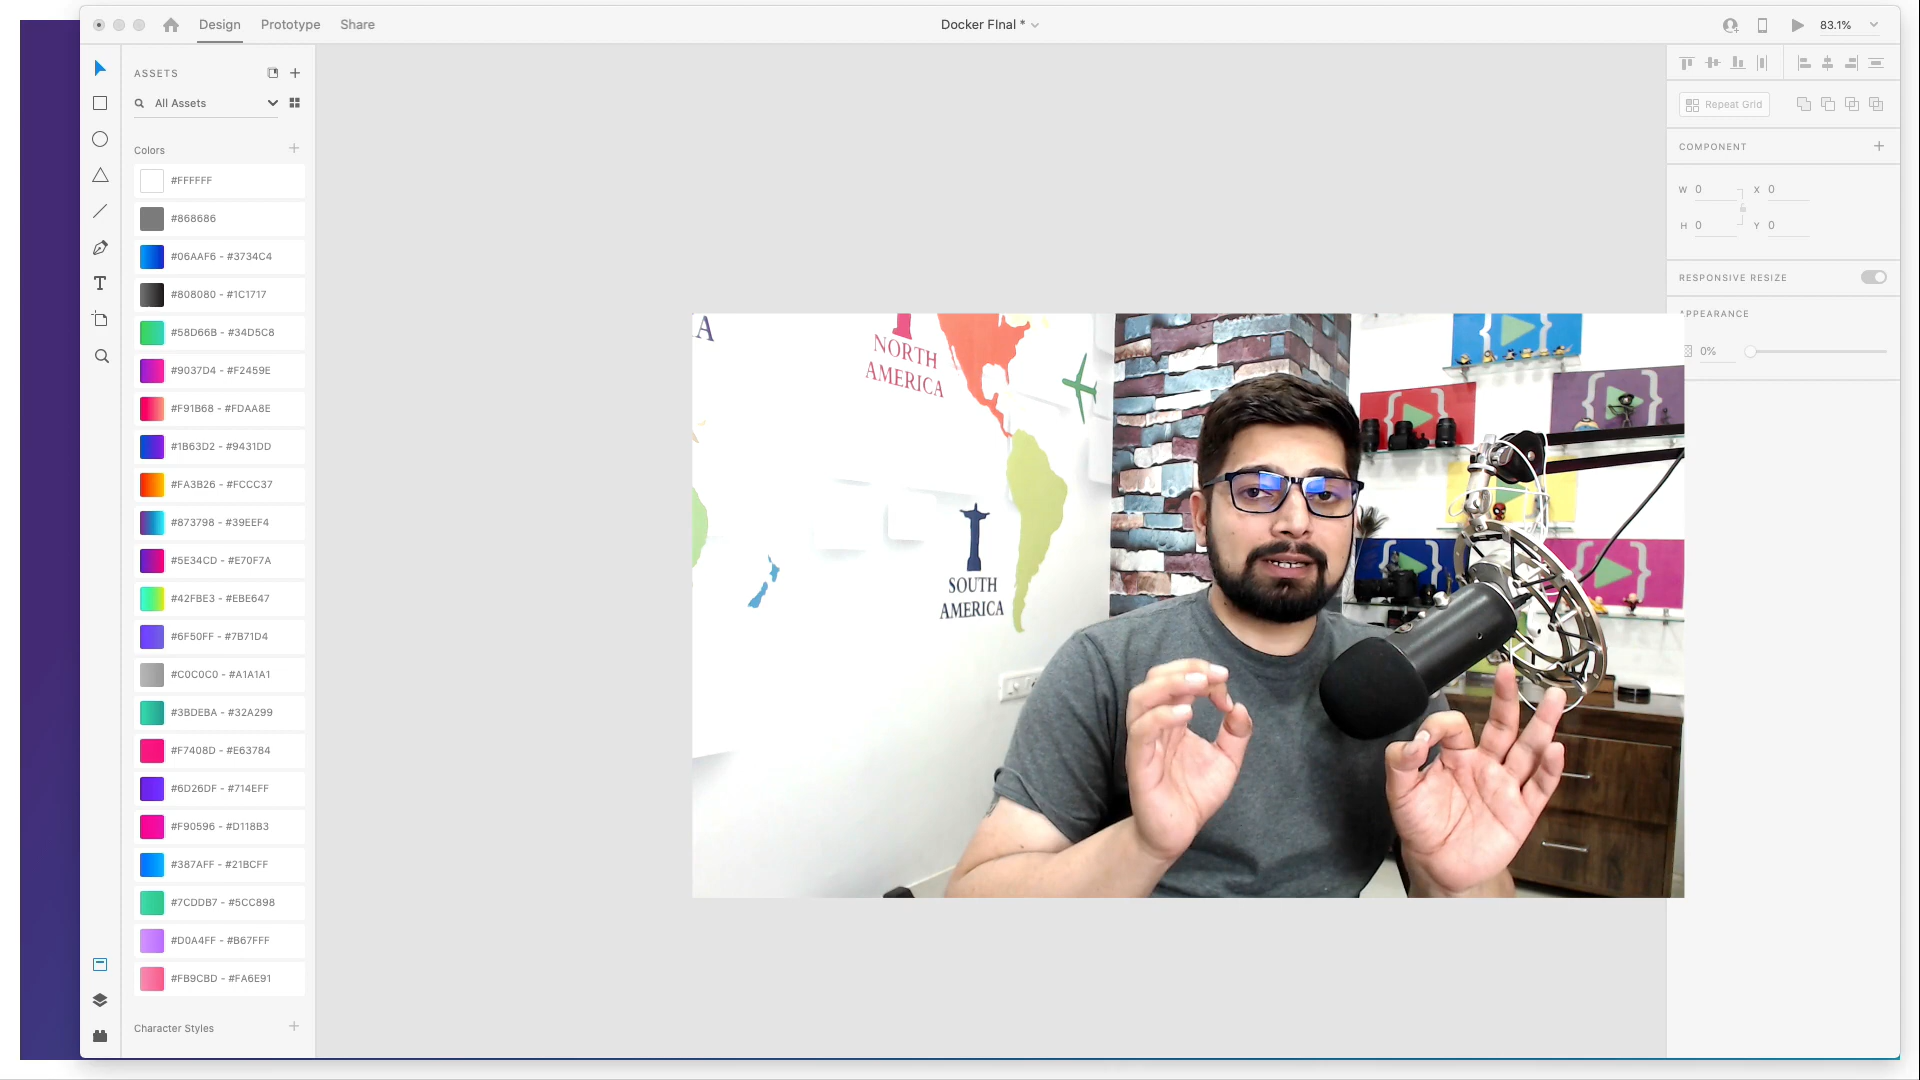 Design
Prototype
Share
Docker FInal *
83.1%
ASSETS
All Assets
Colors
#FFFFFF
#868686
#06AAF6 - #3734C4
#808080 - #1C1717
#58D66B - #34D5C8
#9037D4 - #F2459E
#F91B68 - #FDAA8E
#1B63D2 - #9431DD
#FA3B26 - #FCCC37
#873798 - #39EEF4
#5E34CD - #E70F7A
#42FBE3 - #EBE647
#6F50FF - #7B71D4
#C0C0C0 - #A1A1A1
#3BDEBA - #32A299
#F7408D - #E63784
#6D26DF - #714EFF
#F90596 - #D118B3
#387AFF - #21BCFF
#7CDDB7 - #5CC898
#D0A4FF - #B67FFF
#FB9CBD - #FA6E91
Character Styles
A
NORTH
AMERICA
SOUTH
AMERICA
Repeat Grid
COMPONENT
W 0 X 0
H 0 Y 0
RESPONSIVE RESIZE
APPEARANCE
0%